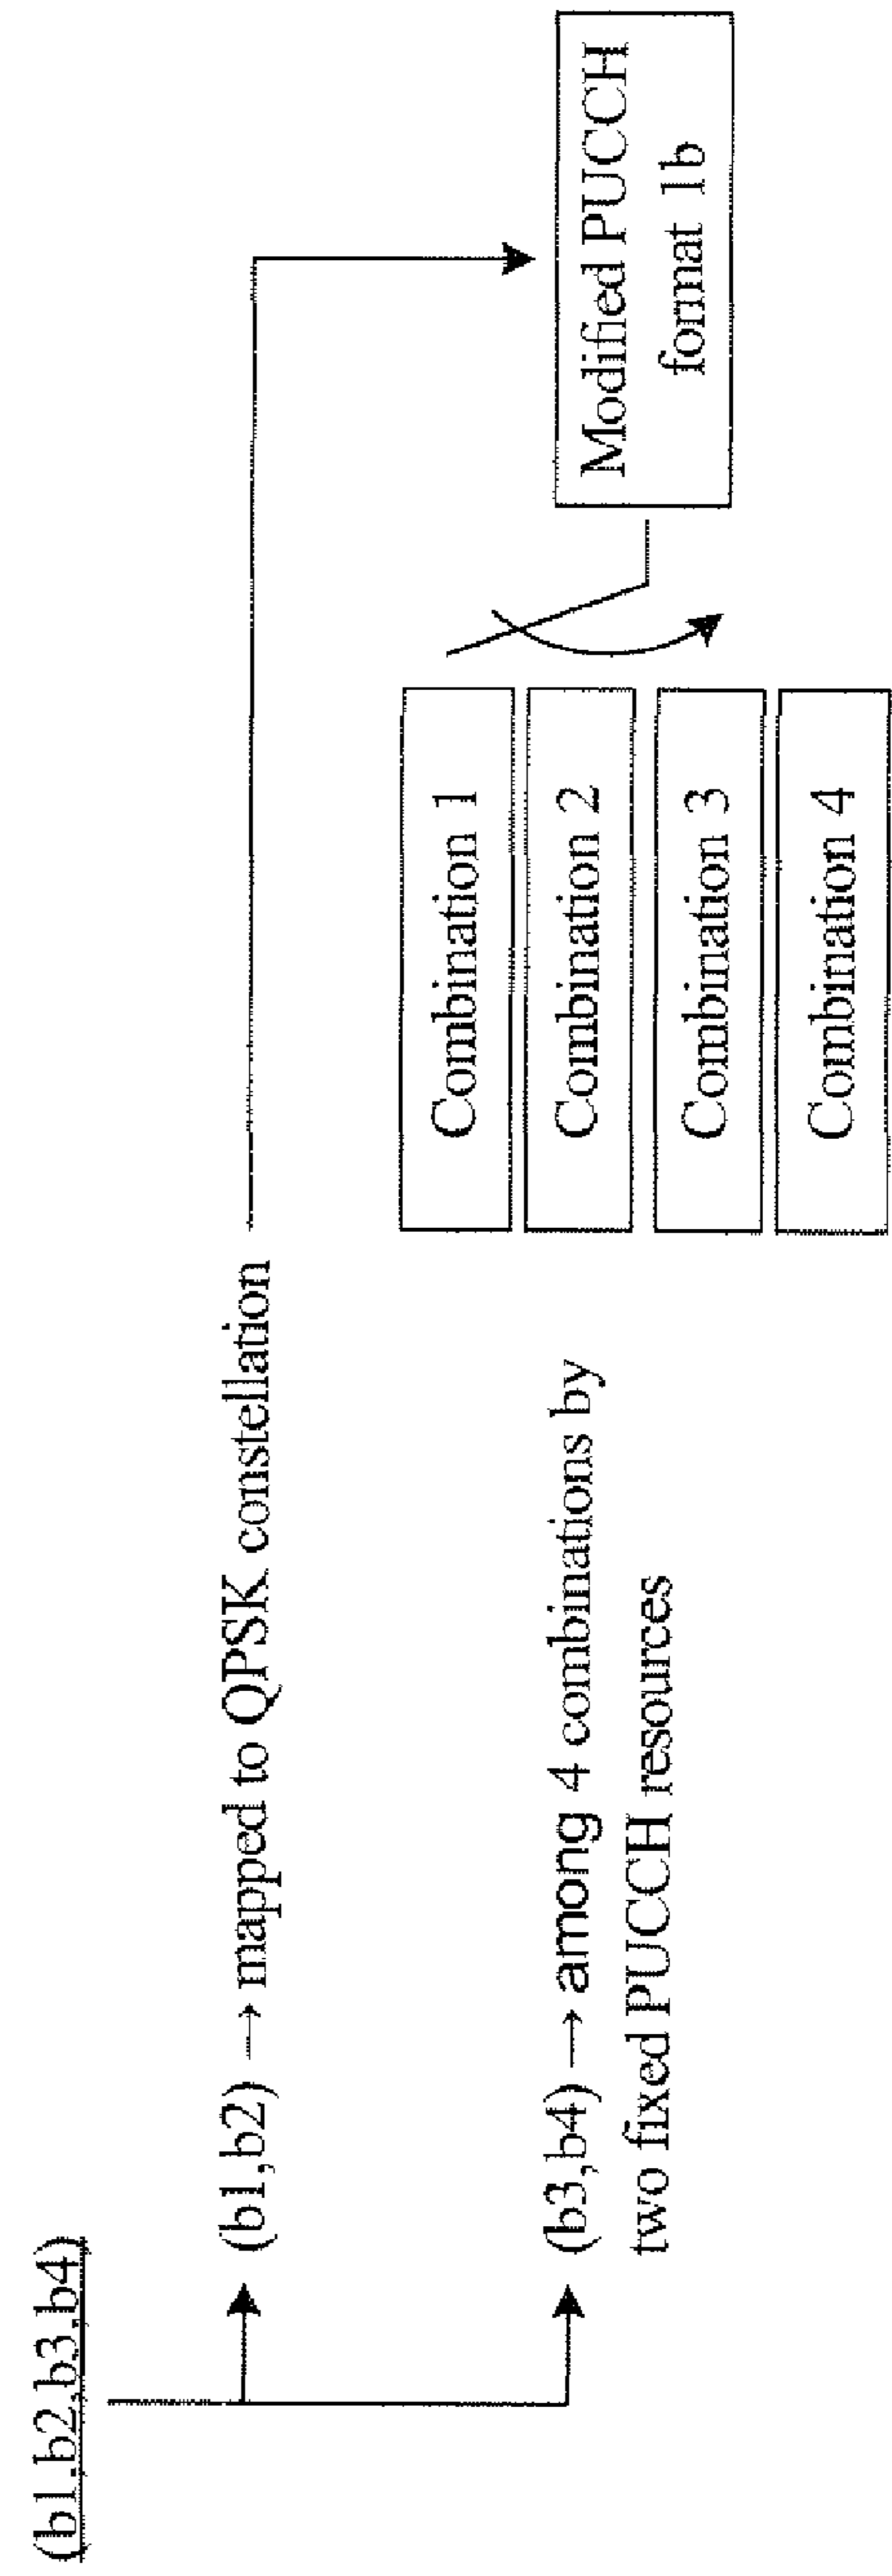 (b1,b2,b3,b4)
(b1,b2) → mapped to QPSK constellation
(b3,b4) → among 4 combinations by
two fixed PUCCH resources
Combination 1
Combination 2
Combination 3
Combination 4
Modified PUCCH
format 1b